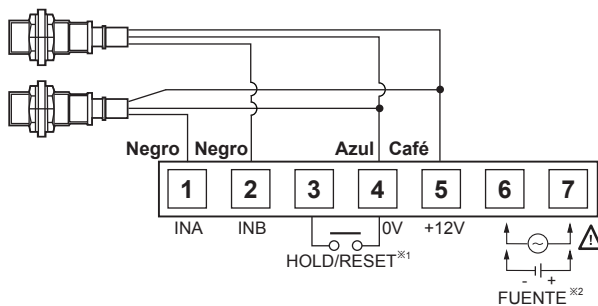 Negro Negro Azul Café
1 2 3 4 5 6 7
INA INB 0V +12V
HOLD/RESET※1
- +
FUENTE ※2